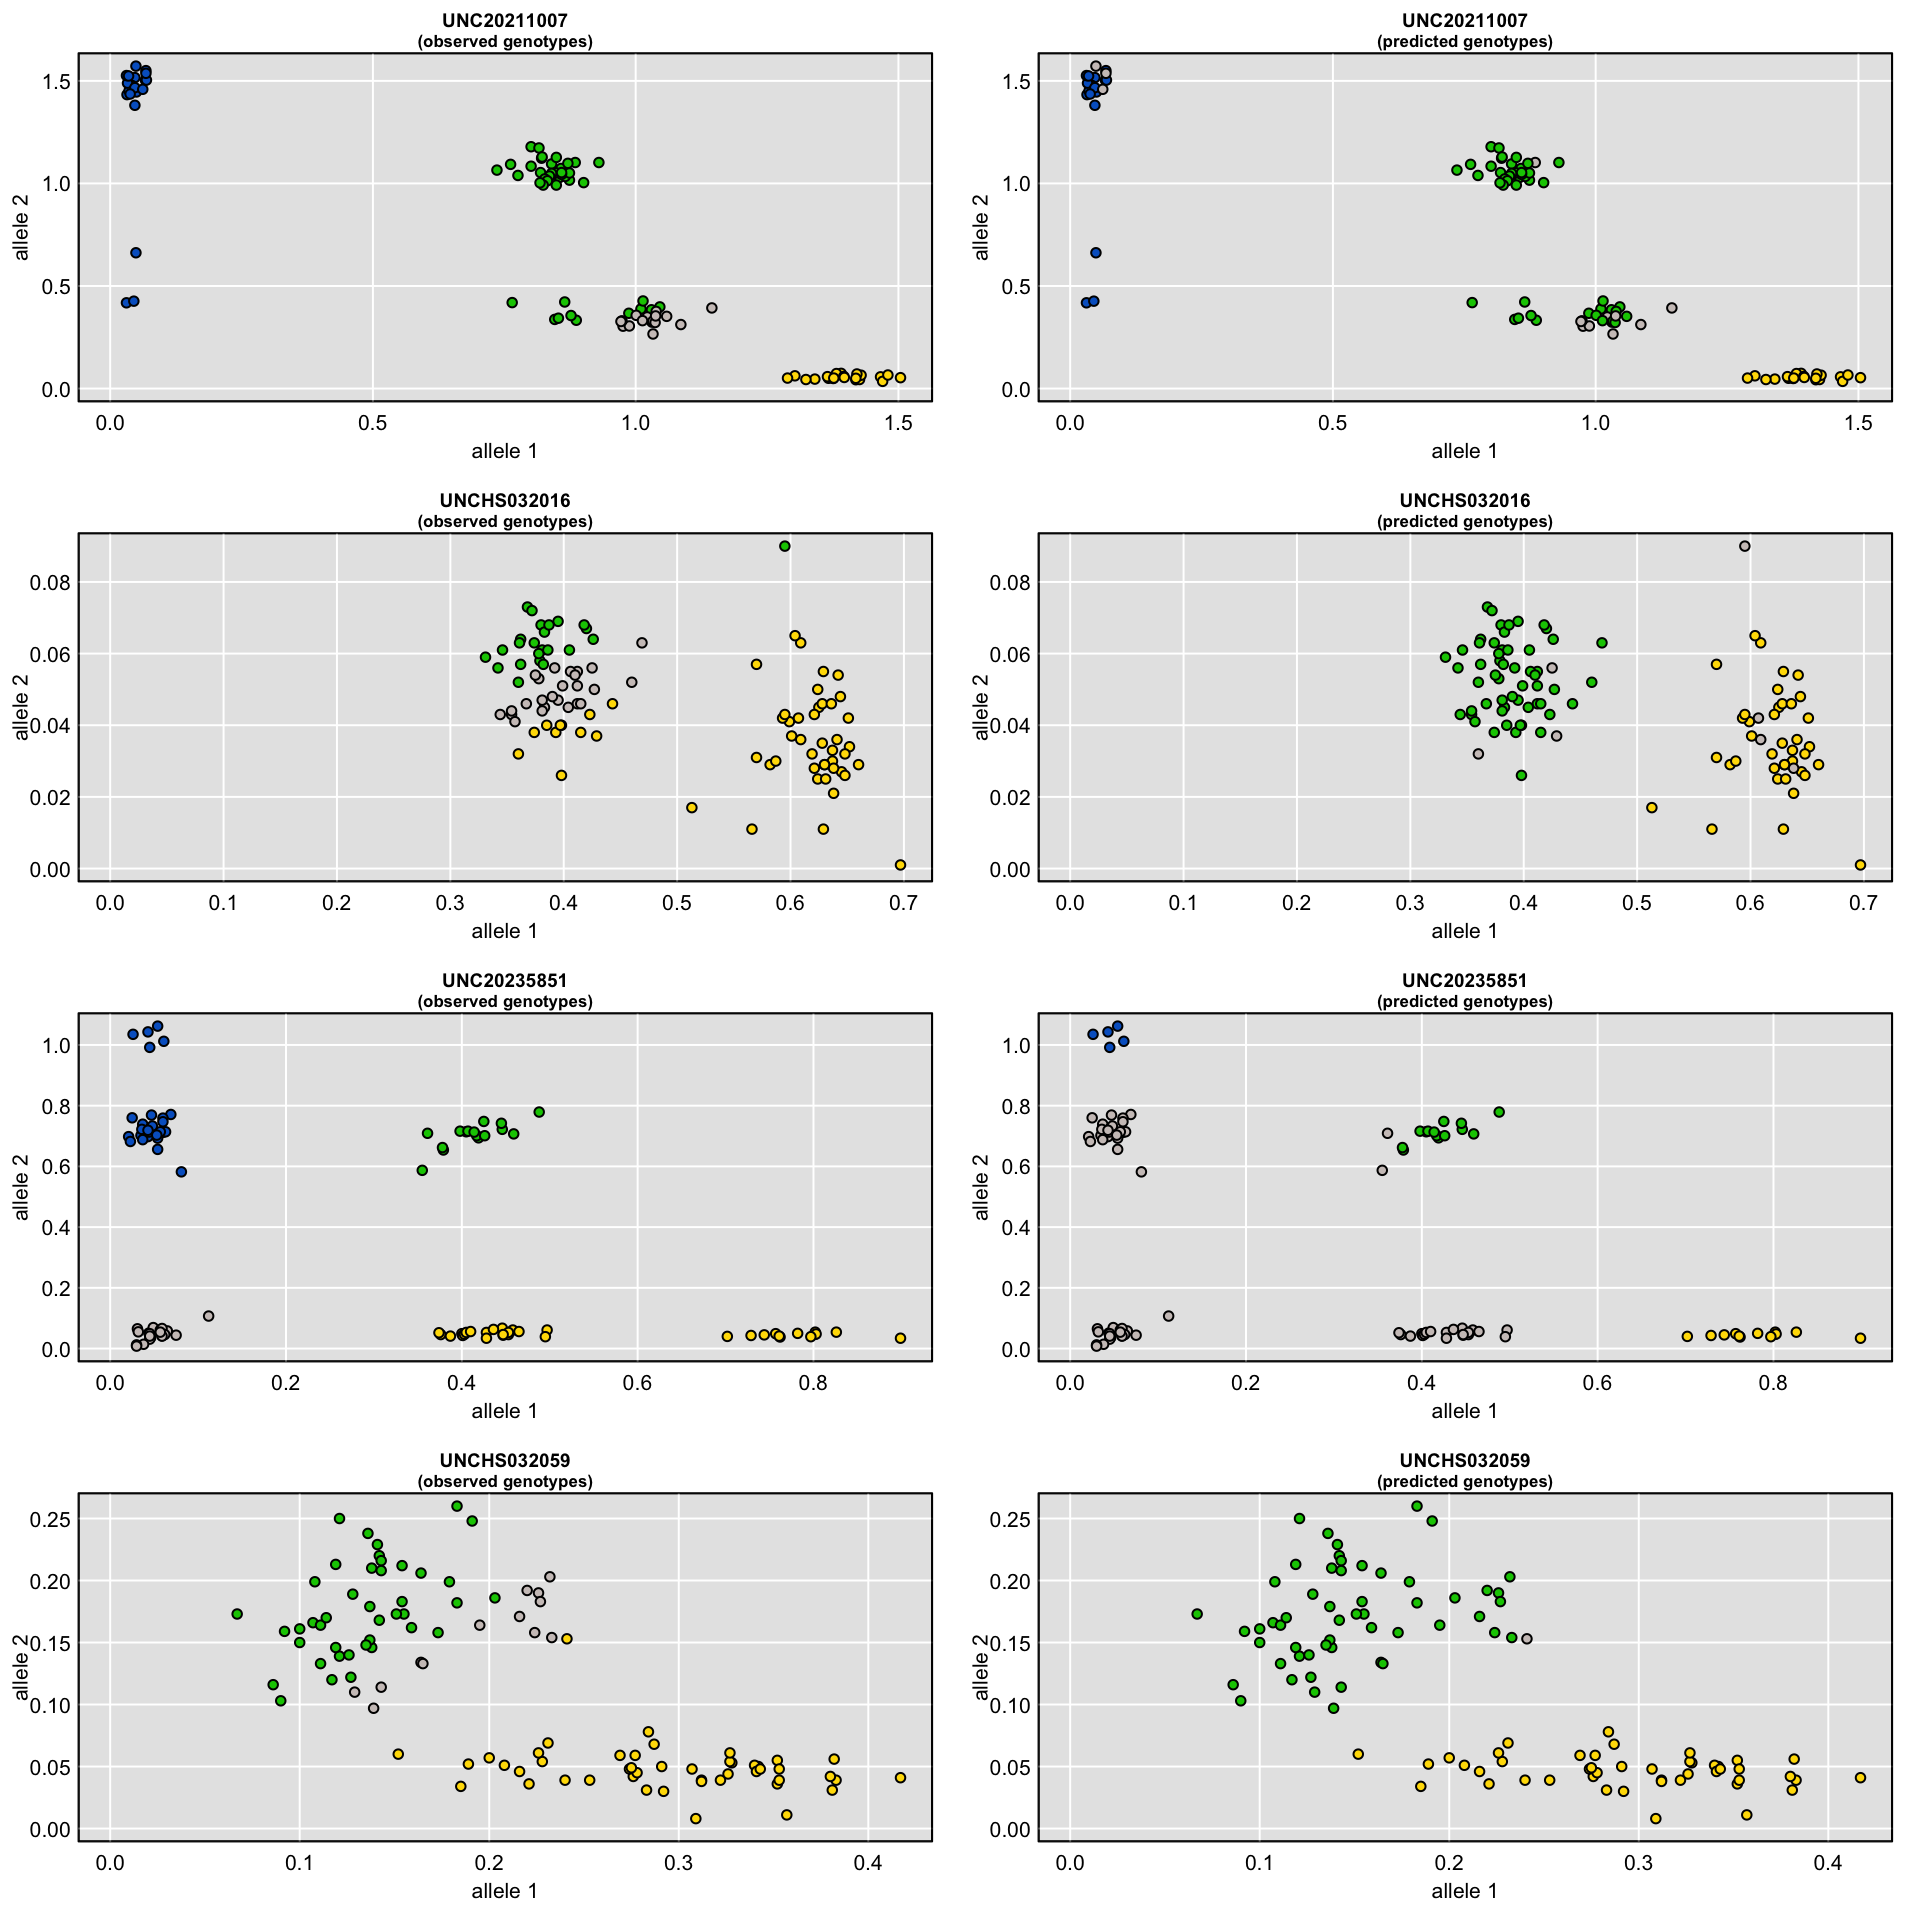 UNC20211007
(observed genotypes)
allele 2
1.5
1.0
0.5
0.0
0.0 0.5 1.0 1.5
allele 1
UNC20211007
(predicted genotypes)
allele 2
1.5
1.0
0.5
0.0
0.0 0.5 1.0 1.5
allele 1
UNCHS032016
(observed genotypes)
allele 2
0.08
0.06
0.04
0.02
0.00
0.0 0.1 0.2 0.3 0.4 0.5 0.6 0.7
allele 1
UNCHS032016
(predicted genotypes)
allele 2
0.08
0.06
0.04
0.02
0.00
0.0 0.1 0.2 0.3 0.4 0.5 0.6 0.7
allele 1
UNC20235851
(observed genotypes)
allele 2
1.0
0.8
0.6
0.4
0.2
0.0
0.0 0.2 0.4 0.6 0.8
allele 1
UNC20235851
(predicted genotypes)
allele 2
1.0
0.8
0.6
0.4
0.2
0.0
0.0 0.2 0.4 0.6 0.8
allele 1
UNCHS032059
(observed genotypes)
allele 2
0.25
0.20
0.15
0.10
0.05
0.00
0.0 0.1 0.2 0.3 0.4
allele 1
UNCHS032059
(predicted genotypes)
allele 2
0.25
0.20
0.15
0.10
0.05
0.00
0.0 0.1 0.2 0.3 0.4
allele 1